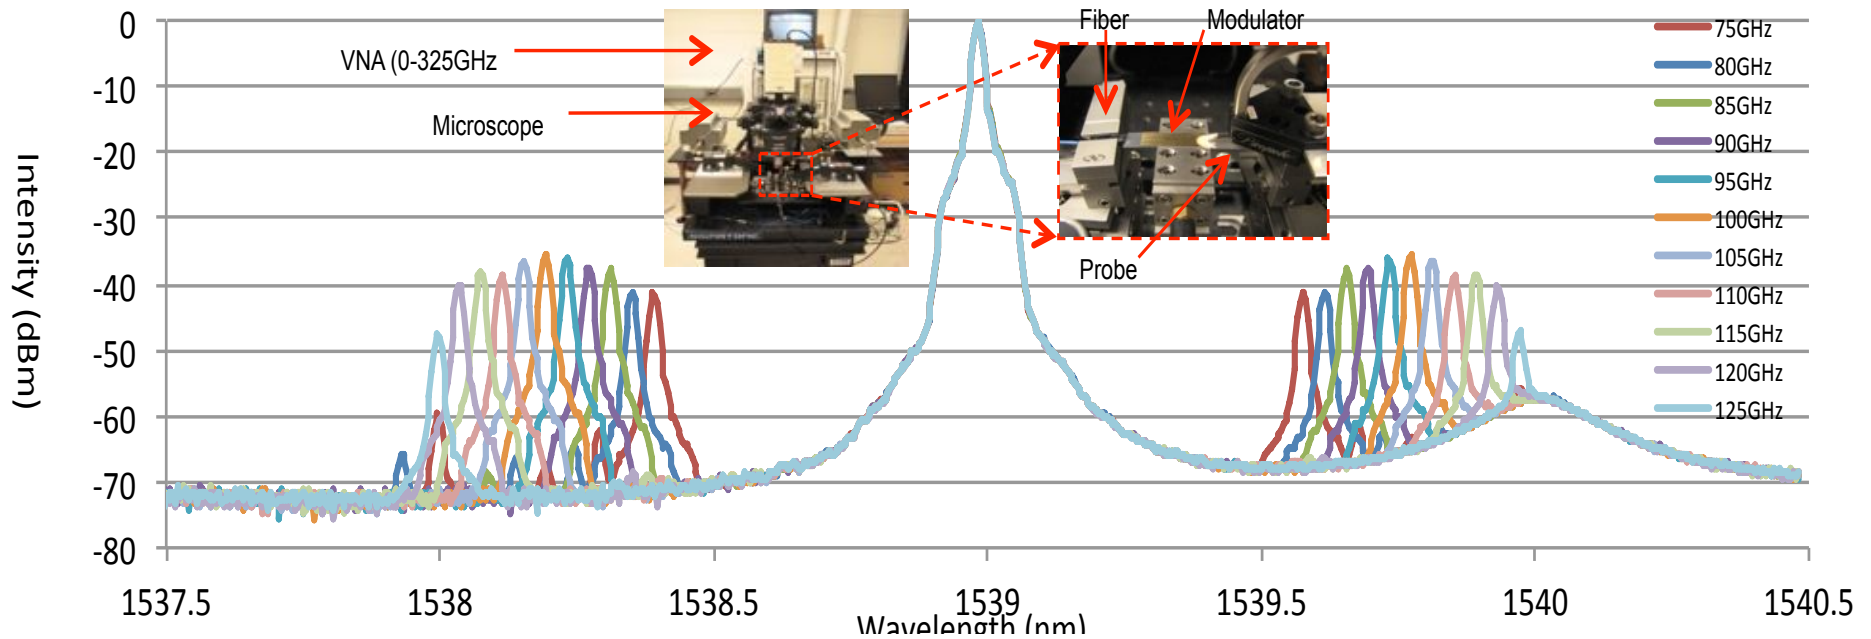 0
-10
-20
-30
-40
-50
-60
-70
-80
Intensity (dBm)
VNA (0-325GHz
Microscope
Fiber
Modulator
Probe
75GHz
80GHz
85GHz
90GHz
95GHz
100GHz
105GHz
110GHz
115GHz
120GHz
125GHz
1537.5
1538
1538.5
1539
1539.5
1540
1540.5
Wavelength (nm)